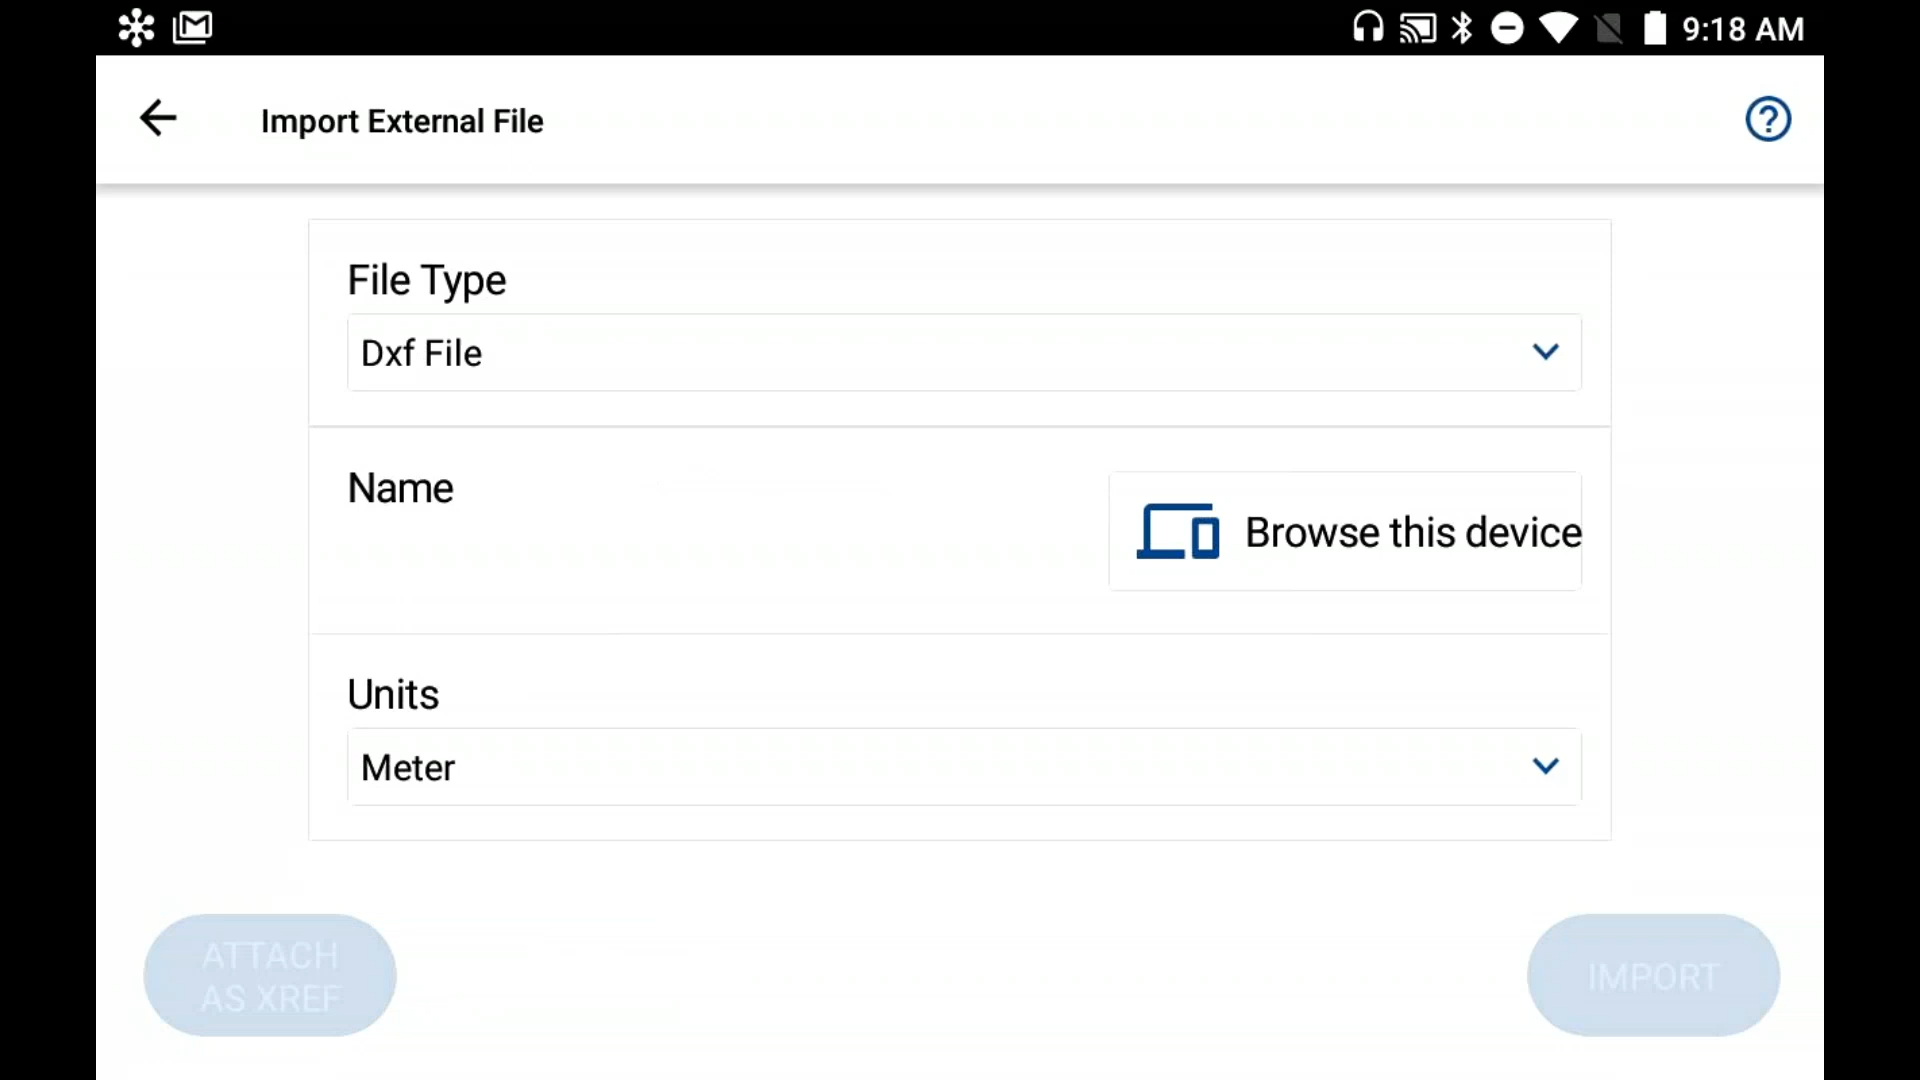 9:18 AM
Import External File
File Type
Dxf File
Name
Browse this device
Units
Meter
ATTACH
AS XREF
IMPORT